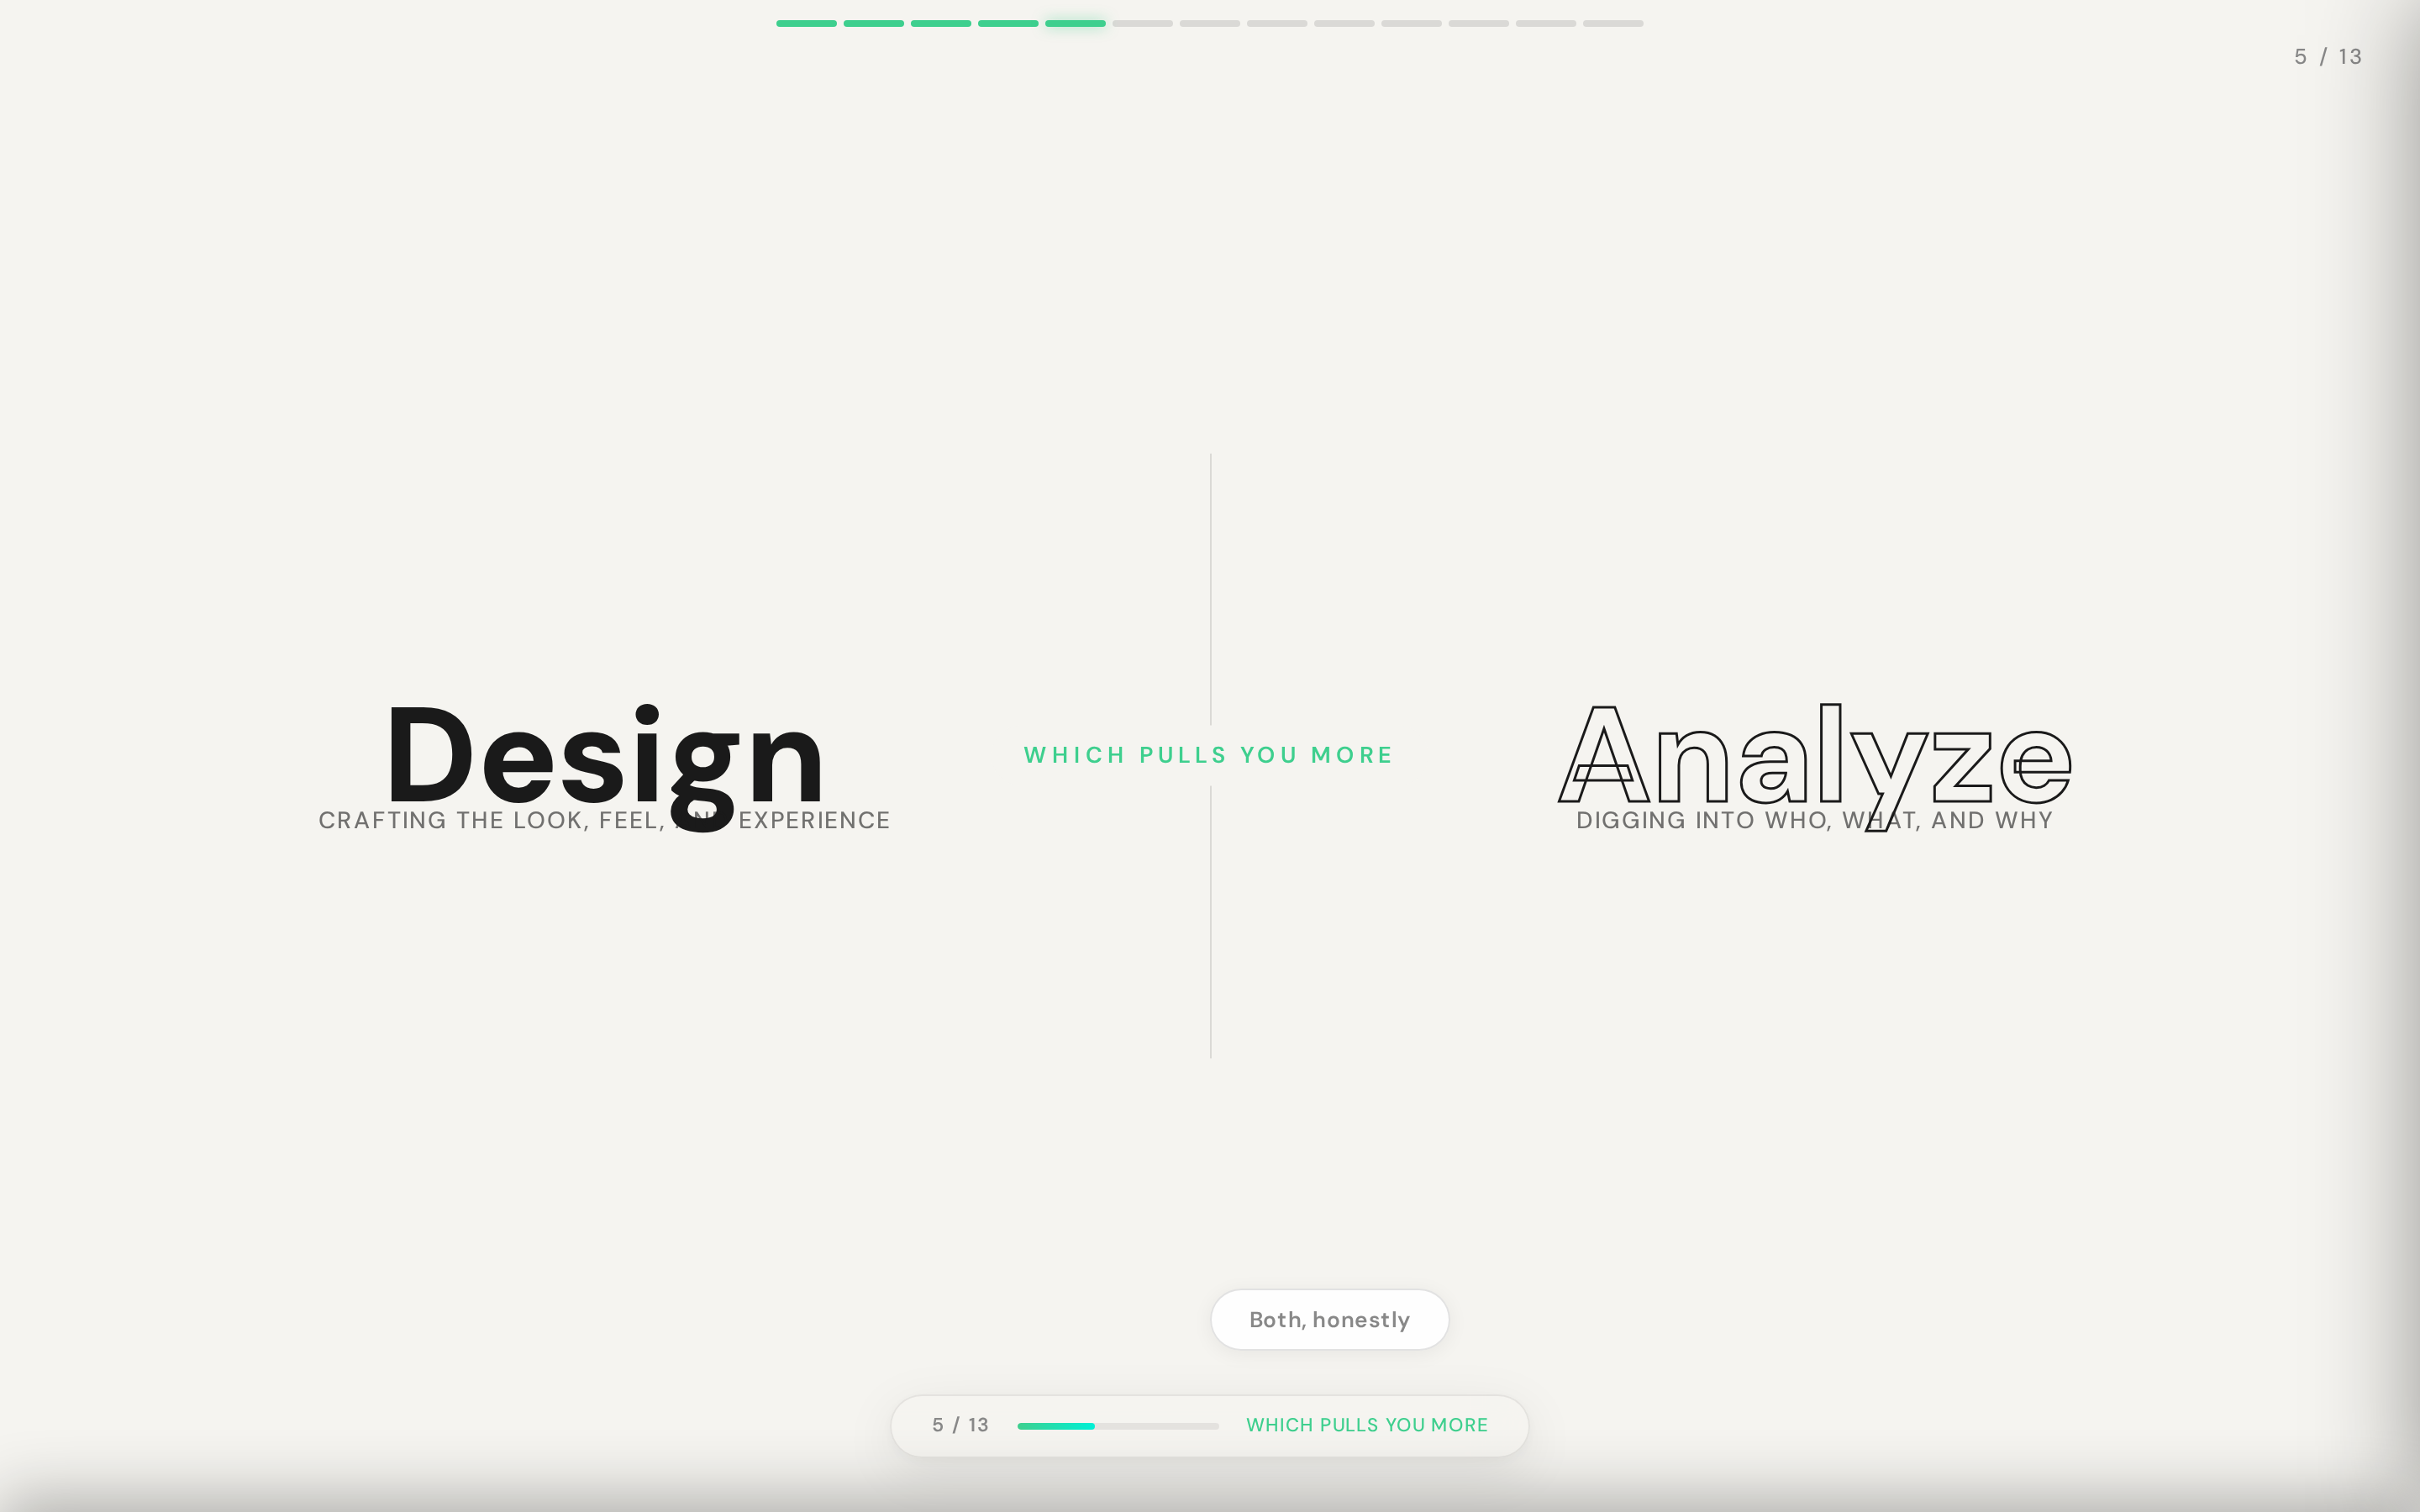 5 / 13
Design
CRAFTING THE LOOK, FEEL, EXPERIENCE
WHICH PULLS YOU MORE
Analyze
DIGGING INTO WHO, WHAT, AND WHY
Both, honestly
5 / 13
WHICH PULLS YOU MORE